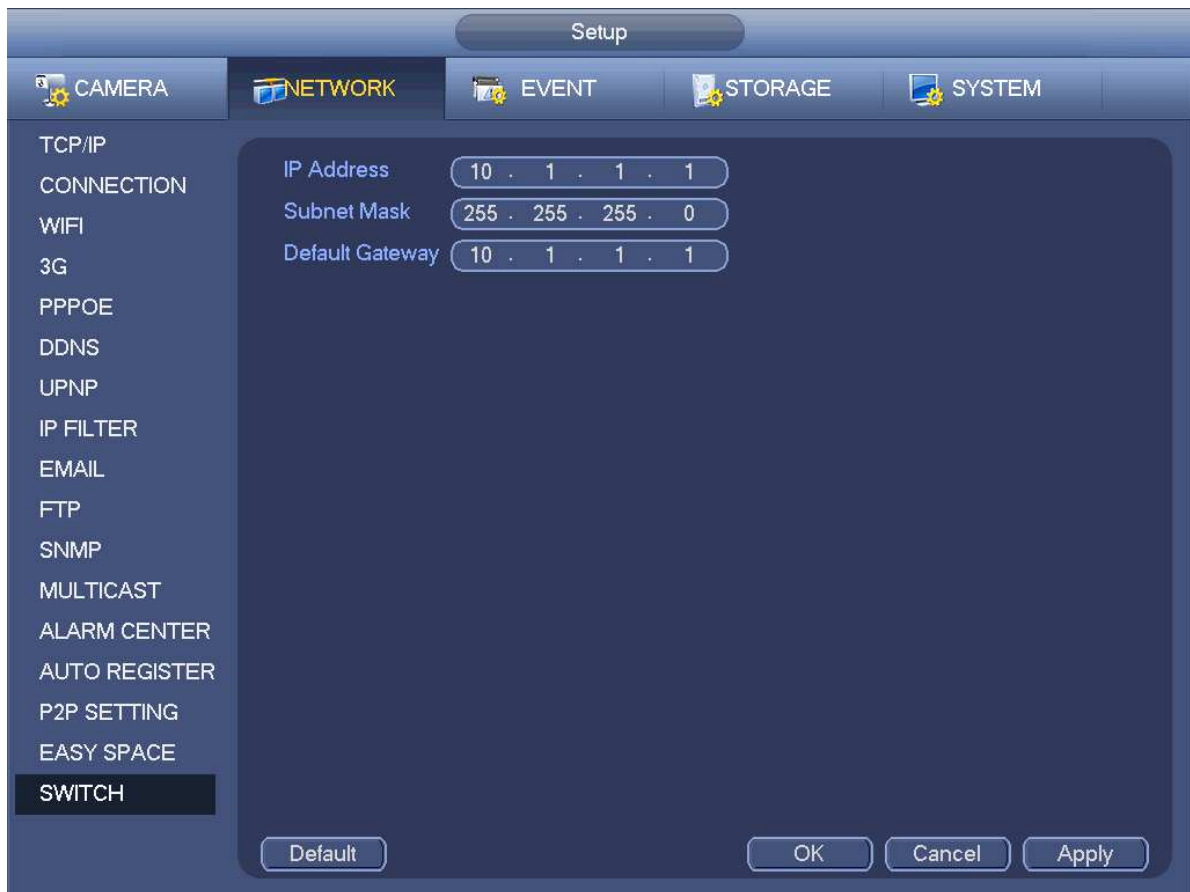 Setup
CAMERA NETWORK EVENT STORAGE SYSTEM
TCP/IP
CONNECTION
WIFI
3G
PPPOE
DDNS
UPNP
IP FILTER
EMAIL
FTP
SNMP
MULTICAST
ALARM CENTER
AUTO REGISTER
P2P SETTING
EASY SPACE
SWITCH
IP Address 10 . 1 . 1 . 1
Subnet Mask 255 . 255 . 255 . 0
Default Gateway 10 . 1 . 1 . 1
Default OK Cancel Apply